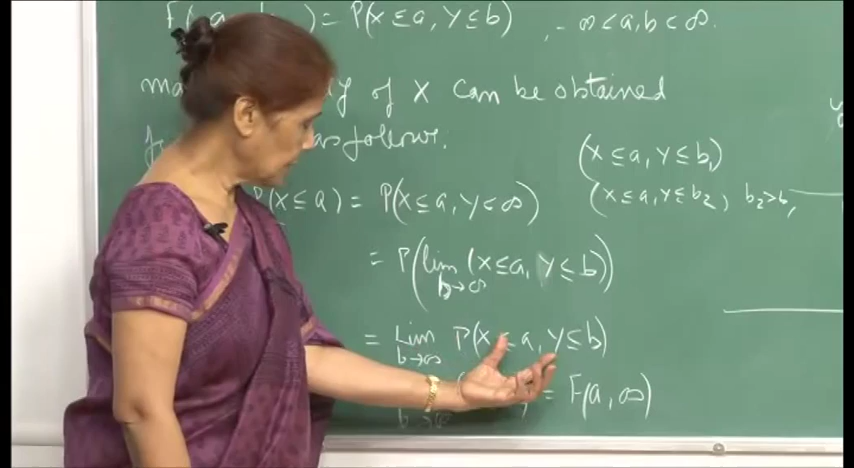 F( ) = P(X ≤ a, Y ≤ b) , -∞ < a, b < ∞.
of X can be obtained
as follows.
(X ≤ a, Y ≤ b₁)
P(X ≤ a) = P(X ≤ a, Y < ∞)
(X ≤ a, Y ≤ b₂), b₂ > b₁
= P(lim b→∞ (X ≤ a, Y ≤ b))
= Lim b→∞ P(X ≤ a, Y ≤ b)
b→∞ = F(a, ∞)